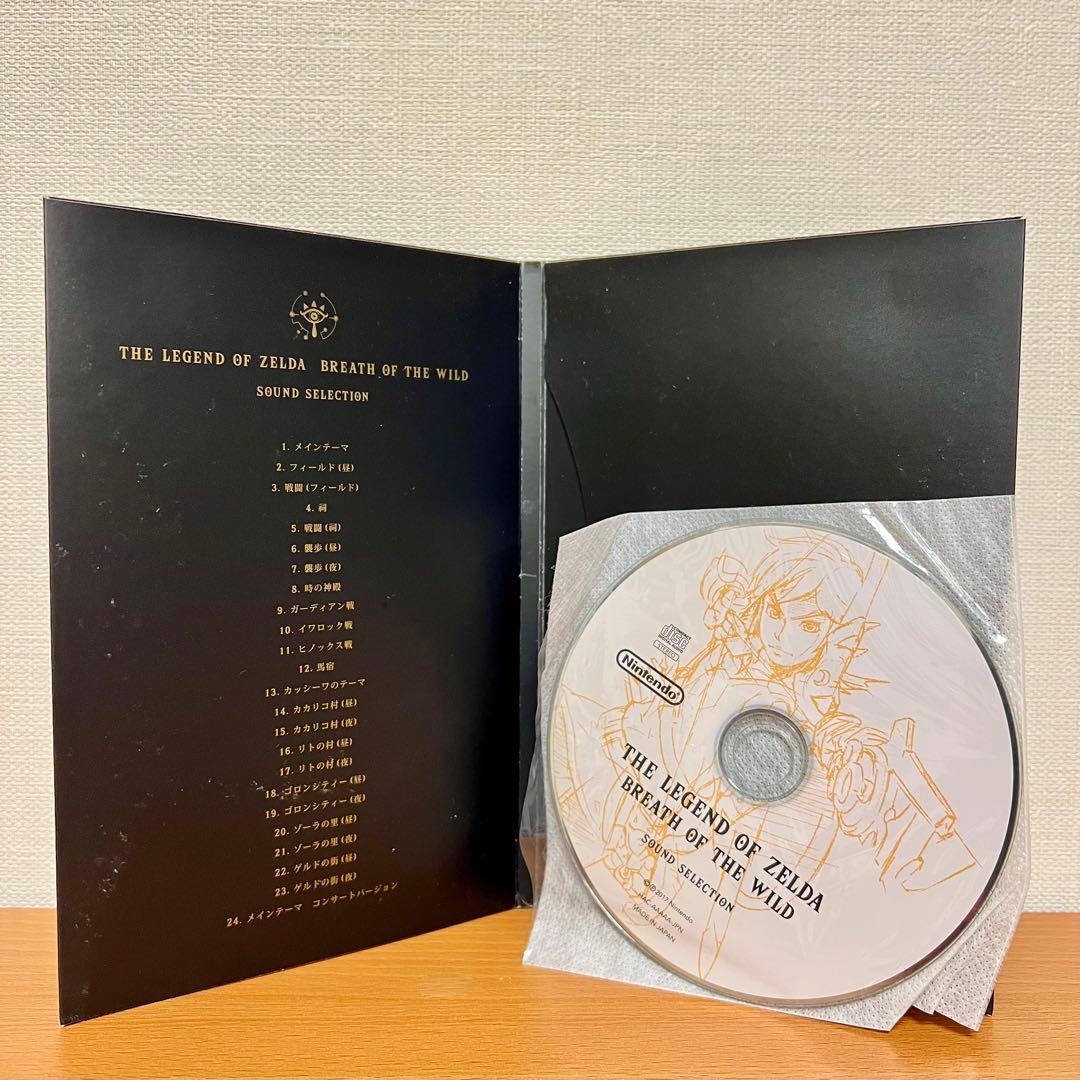 THE LEGEND OF ZELDA BREATH OF THE WILD
SOUND SELECTION
1. メインテーマ
2. フィールド (昼)
3. 戦闘 (フィールド)
4. 祠
5. 戦闘 (祠)
6. 襲歩 (昼)
7. 襲歩 (夜)
8. 時の神殿
9. ガーディアン戦
10. イワロック戦
11. ヒノックス戦
12. 馬宿
13. カッシーワのテーマ
14. カカリコ村 (昼)
15. カカリコ村 (夜)
16. リトの村 (昼)
17. リトの村 (夜)
18. ゴロンシティー (昼)
19. ゴロンシティー (夜)
20. ゾーラの里 (昼)
21. ゾーラの里 (夜)
22. ゲルドの街 (昼)
23. ゲルドの街 (夜)
24. メインテーマ コンサートバージョン
COMPACT
disc
DIGITAL AUDIO
STEREO
Nintendo
THE LEGEND OF ZELDA
BREATH OF THE WILD
SOUND SELECTION
©℗2017 Nintendo
HAC-AAAAA-JPN
MADE IN JAPAN